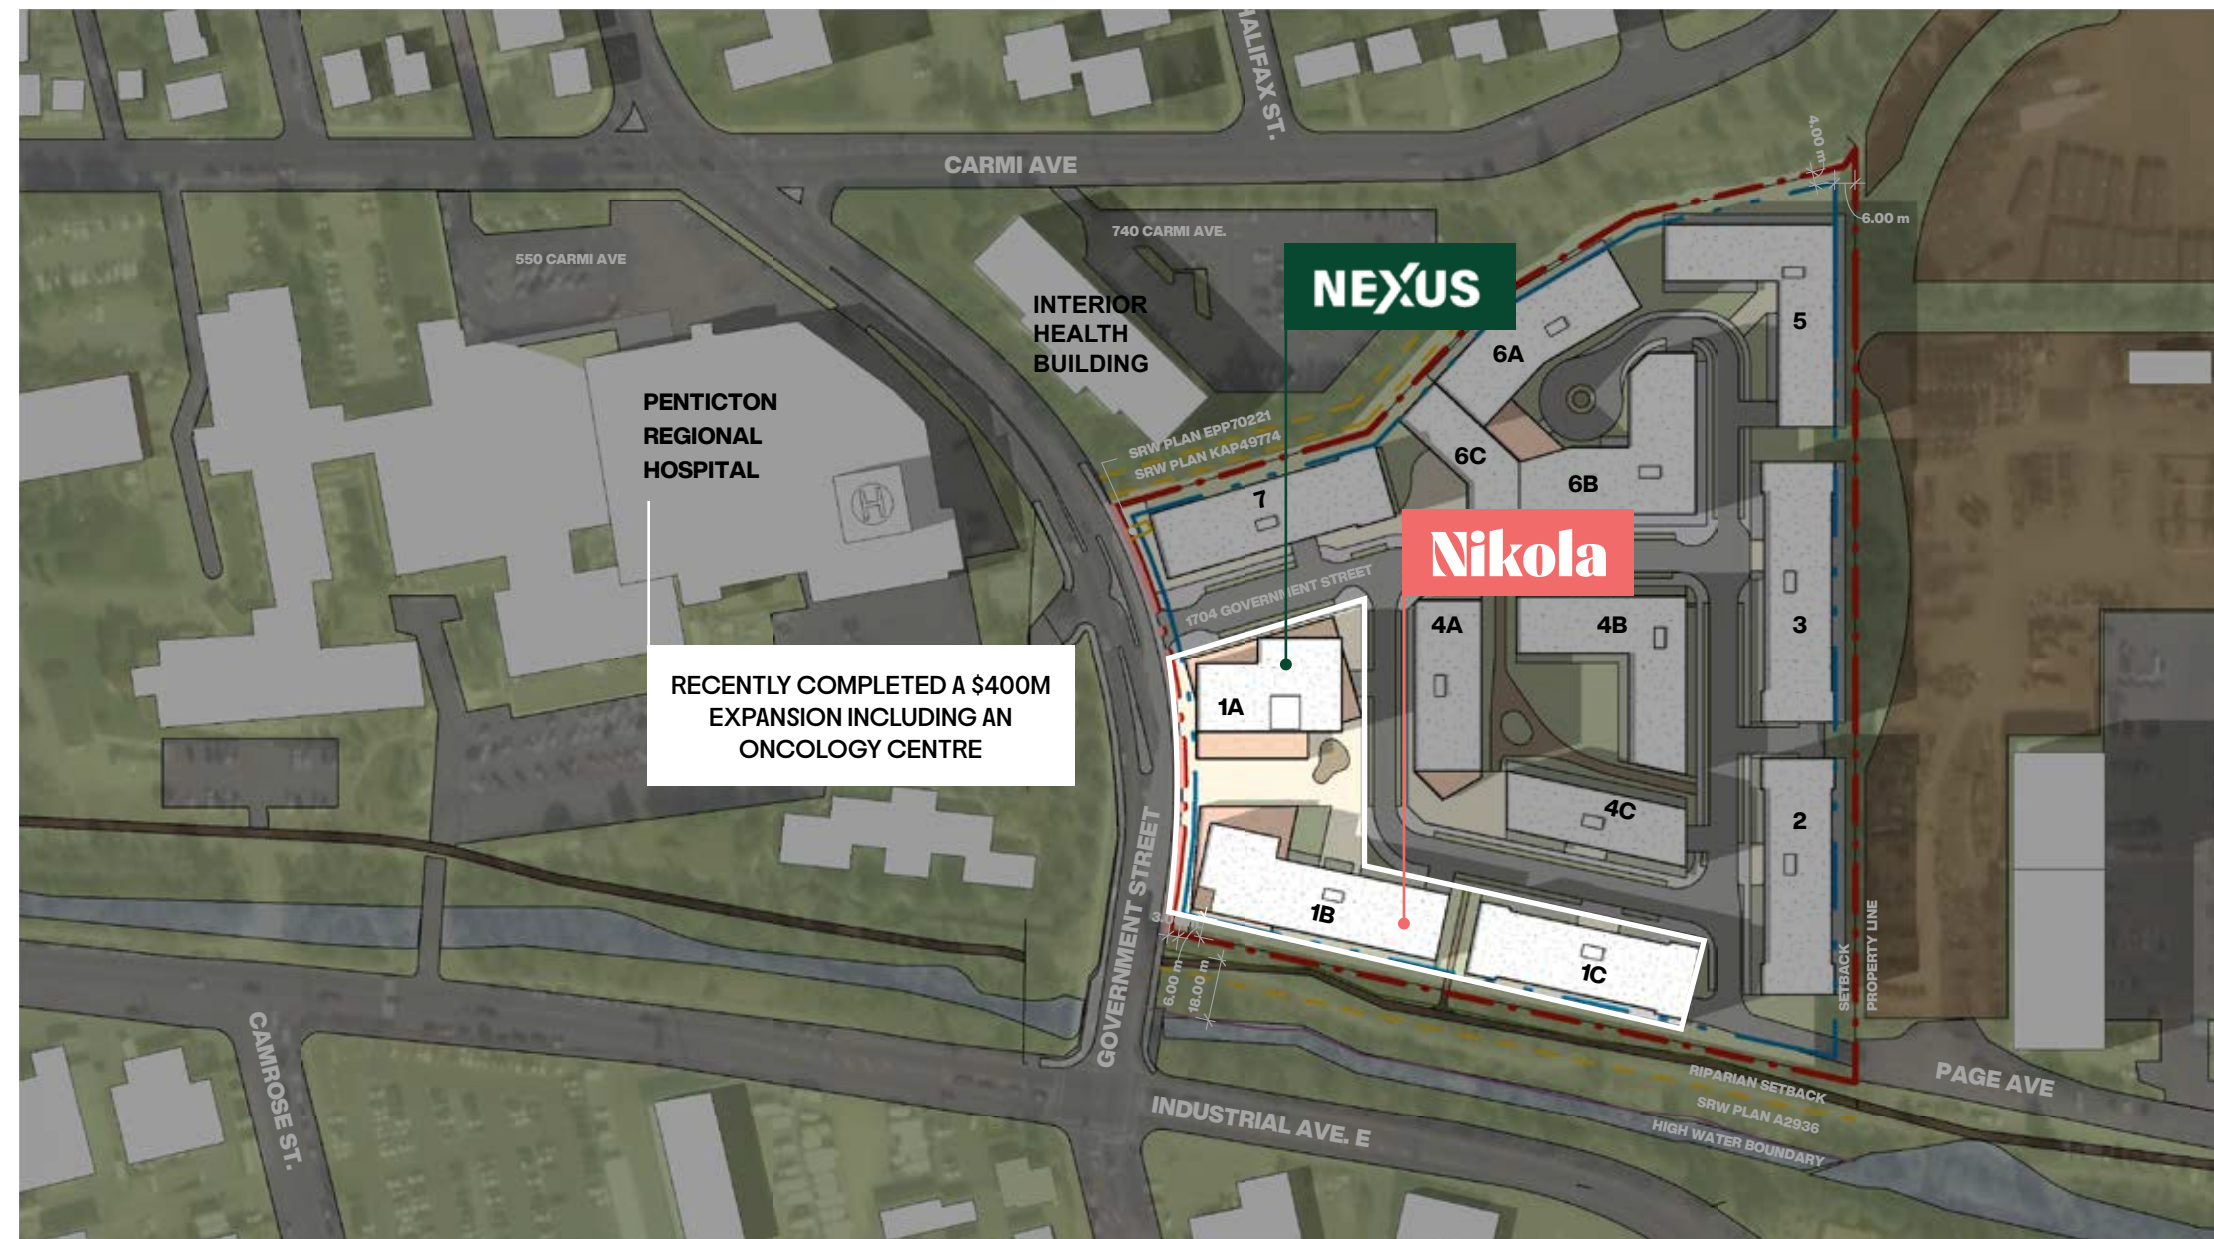 HALIFAX ST.
CARMI AVE
4.00 m
6.00 m
550 CARMI AVE
740 CARMI AVE.
NEXUS
INTERIOR
HEALTH
BUILDING
5
6A
PENTICTON
REGIONAL
HOSPITAL
H
SRW PLAN EPP70221
SRW PLAN KAP49774
6C
6B
7
Nikola
1704 GOVERNMENT STREET
4A
4B
3
RECENTLY COMPLETED A $400M
EXPANSION INCLUDING AN
ONCOLOGY CENTRE
1A
4C
2
GOVERNMENT STREET
1B
1C
6.00 m
18.00 m
SETBACK
PROPERTY LINE
CAMROSE ST.
INDUSTRIAL AVE. E
PAGE AVE
RIPARIAN SETBACK
SRW PLAN A2936
HIGH WATER BOUNDARY